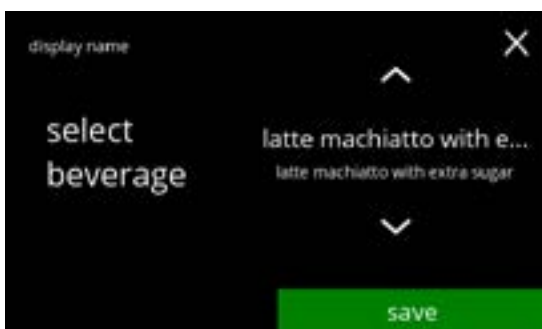 display name
select
beverage
latte machiatto with e...
latte machiatto with extra sugar
save